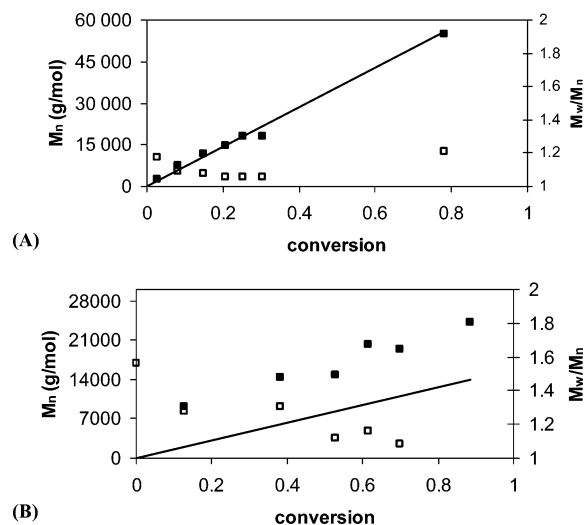 60 000
45 000
30 000
15 000
0
Mn (g/mol)
2
1.8
1.6
1.4
1.2
1
Mw/Mn
0 0.2 0.4 0.6 0.8 1
conversion
(A)
28000
21000
14000
7000
0
Mn (g/mol)
2
1.8
1.6
1.4
1.2
1
Mw/Mn
0 0.2 0.4 0.6 0.8 1
conversion
(B)